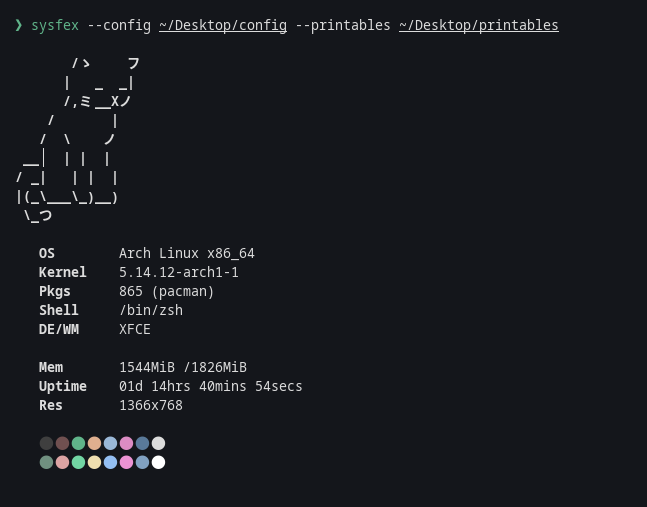 ❯ sysfex --config ~/Desktop/config --printables ~/Desktop/printables
       /ゝ    フ
      |   _  _|
      /,ミ__Xノ
    /       |
   /  \    ノ
 __│  | |  |
/ _|   | |  |
|(_\___\_)__)
 \_つ
OS        Arch Linux x86_64
Kernel    5.14.12-arch1-1
Pkgs      865 (pacman)
Shell     /bin/zsh
DE/WM     XFCE
Mem       1544MiB /1826MiB
Uptime    01d 14hrs 40mins 54secs
Res       1366x768